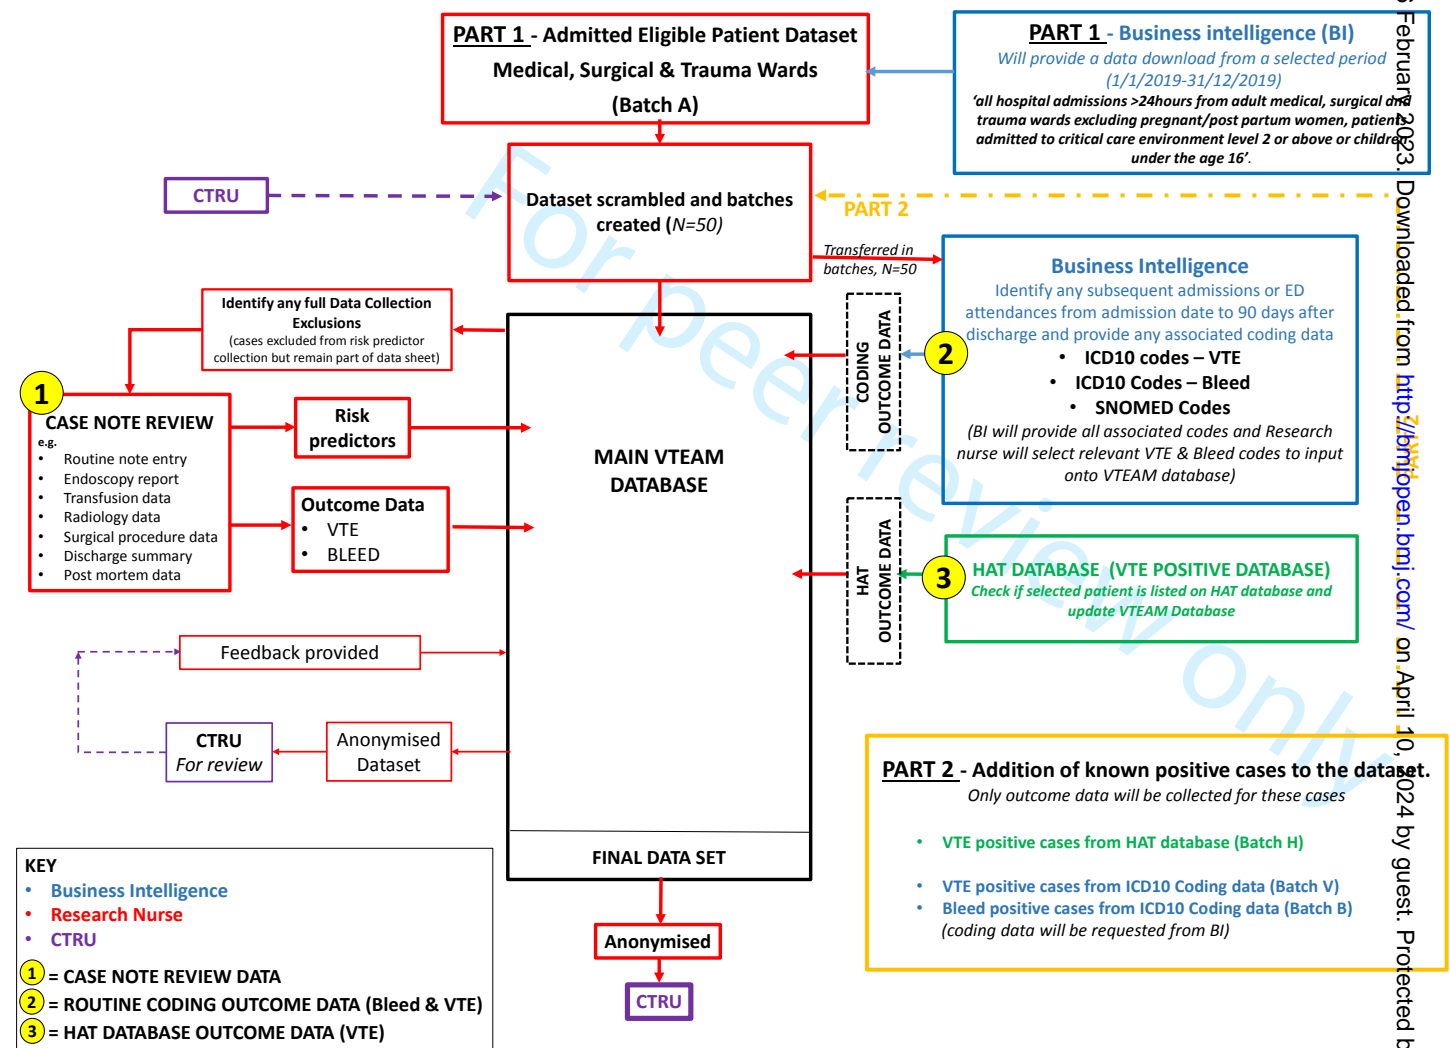 PART 1 - Admitted Eligible Patient Dataset
Medical, Surgical & Trauma Wards
(Batch A)
PART 1 - Business intelligence (BI)
Will provide a data download from a selected period
(1/1/2019-31/12/2019)
‘all hospital admissions >24hours from adult medical, surgical and
trauma wards excluding pregnant/post partum women, patients
admitted to critical care environment level 2 or above or children
under the age 16’.
CTRU
Dataset scrambled and batches
created (N=50)
PART 2
Transferred in
batches, N=50
Business Intelligence
Identify any subsequent admissions or ED
attendances from admission date to 90 days after
discharge and provide any associated coding data
• ICD10 codes – VTE
• ICD10 Codes – Bleed
• SNOMED Codes
(BI will provide all associated codes and Research
nurse will select relevant VTE & Bleed codes to input
onto VTEAM database)
2
CODING
OUTCOME DATA
Identify any full Data Collection
Exclusions
(cases excluded from risk predictor
collection but remain part of data sheet)
1
CASE NOTE REVIEW
e.g.
• Routine note entry
• Endoscopy report
• Transfusion data
• Radiology data
• Surgical procedure data
• Discharge summary
• Post mortem data
Risk
predictors
Outcome Data
• VTE
• BLEED
MAIN VTEAM
DATABASE
HAT
OUTCOME DATA
3
HAT DATABASE (VTE POSITIVE DATABASE)
Check if selected patient is listed on HAT database and
update VTEAM Database
Feedback provided
CTRU
For review
Anonymised
Dataset
PART 2 - Addition of known positive cases to the dataset.
Only outcome data will be collected for these cases
• VTE positive cases from HAT database (Batch H)
• VTE positive cases from ICD10 Coding data (Batch V)
• Bleed positive cases from ICD10 Coding data (Batch B)
(coding data will be requested from BI)
FINAL DATA SET
Anonymised
CTRU
KEY
• Business Intelligence
• Research Nurse
• CTRU
1 = CASE NOTE REVIEW DATA
2 = ROUTINE CODING OUTCOME DATA (Bleed & VTE)
3 = HAT DATABASE OUTCOME DATA (VTE)
For peer review only
PART 2
February 2023. Downloaded from http://bmjopen.bmj.com/ on April 10, 2024 by guest. Protected